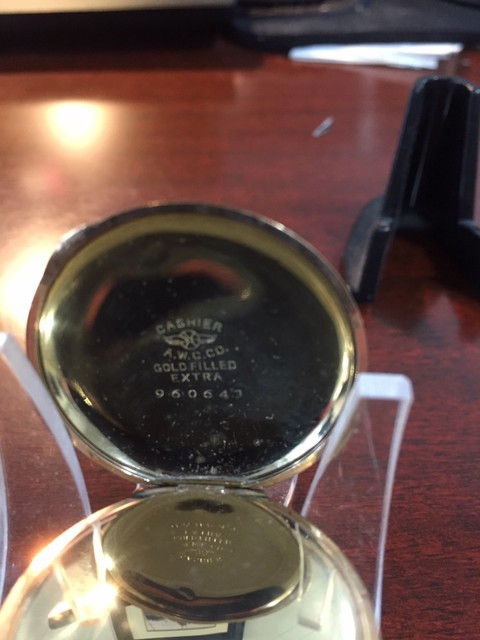 CASHIER
A.W.C.CO.
GOLD FILLED
EXTRA
960647